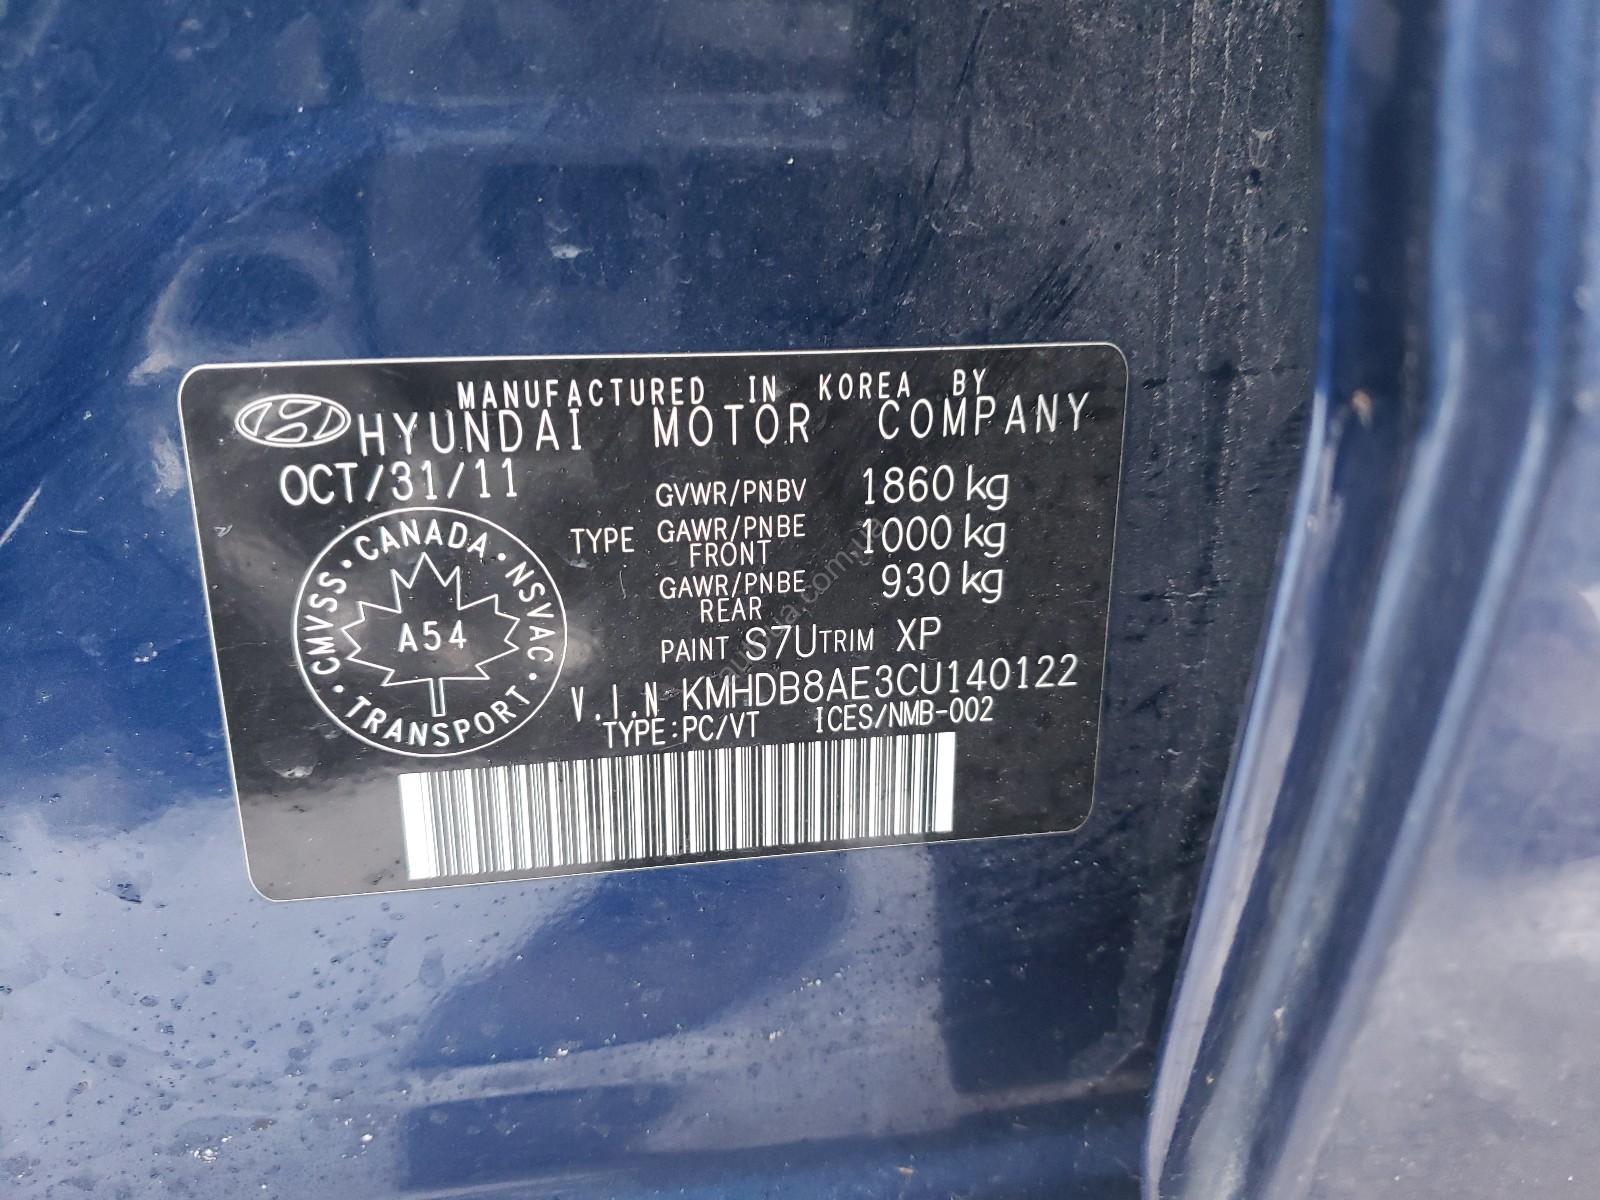 MANUFACTURED IN KOREA BY
HYUNDAI MOTOR COMPANY
OCT/31/11
GVWR/PNBV 1860 kg
TYPE GAWR/PNBE FRONT 1000 kg
GAWR/PNBE REAR 930 kg
PAINT S7U TRIM XP
V.I.N KMHDB8AE3CU140122
TYPE:PC/VT ICES/NMB-002
CMVSS · CANADA · NSVAC · TRANSPORT ·
A54